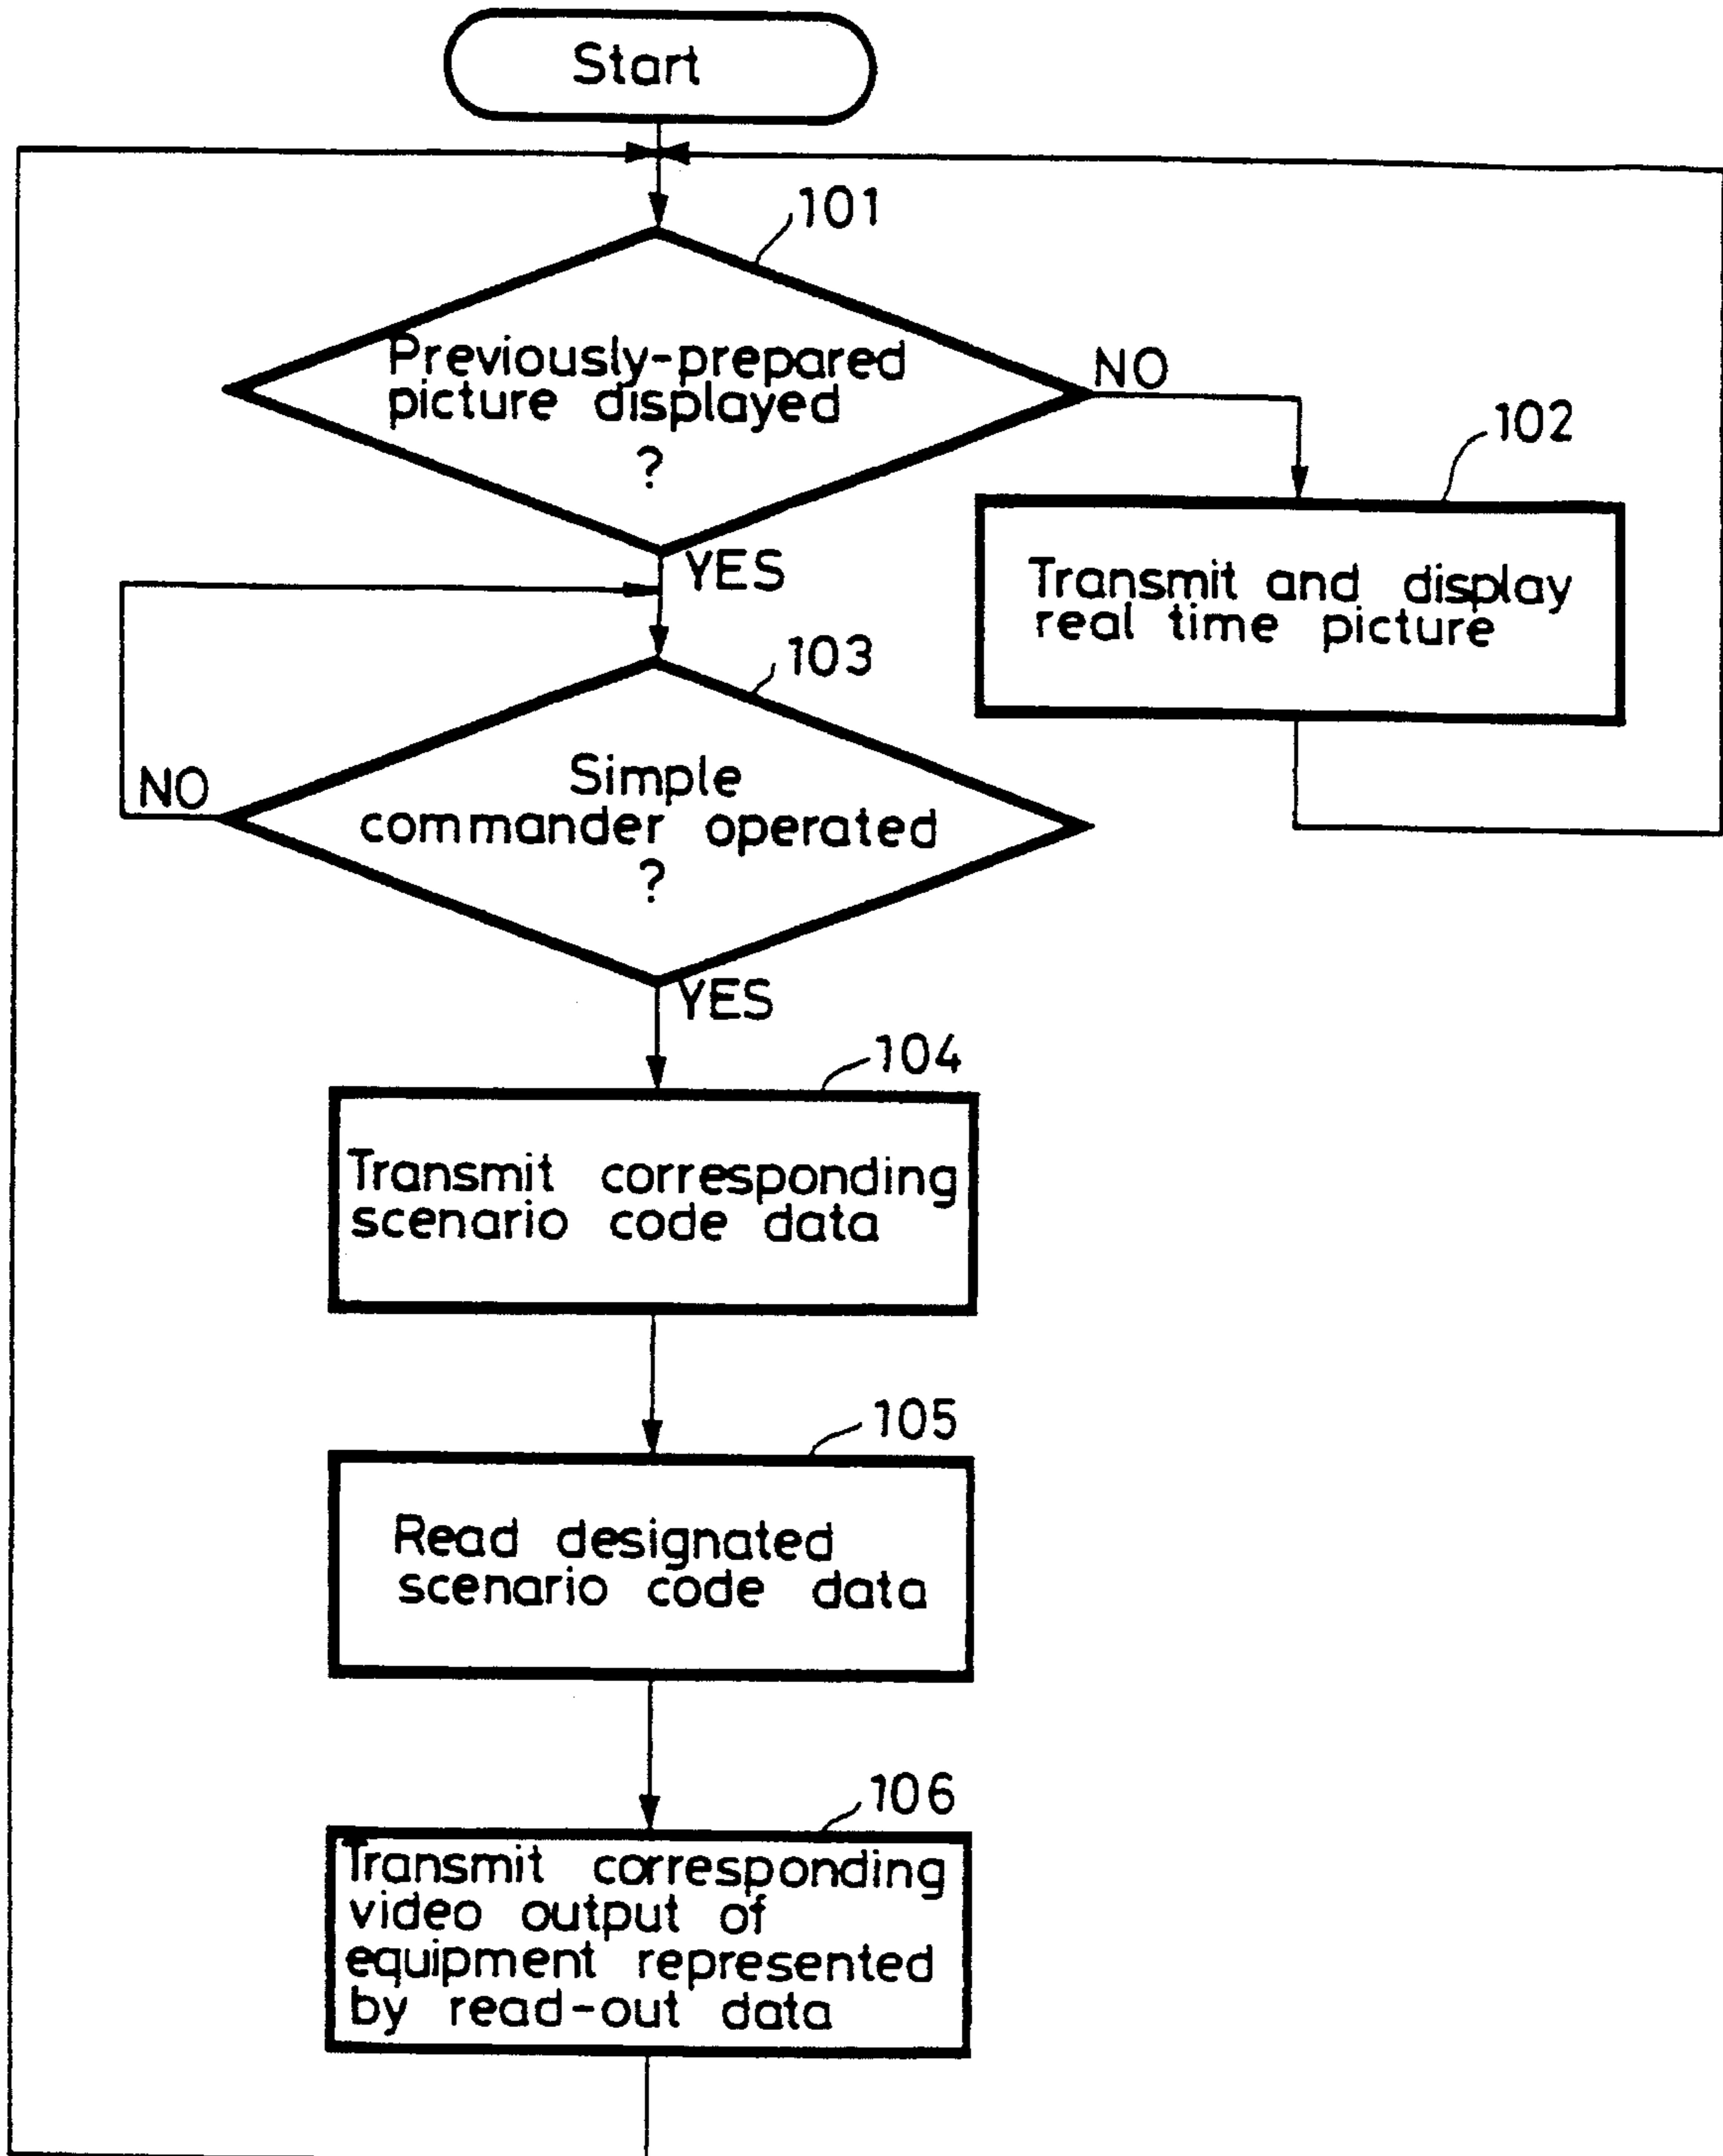 Start
101
Previously-prepared
picture displayed
?
NO
102
Transmit and display
real time picture
YES
103
Simple
commander operated
?
NO
YES
104
Transmit corresponding
scenario code data
105
Read designated
scenario code data
106
Transmit corresponding
video output of
equipment represented
by read-out data